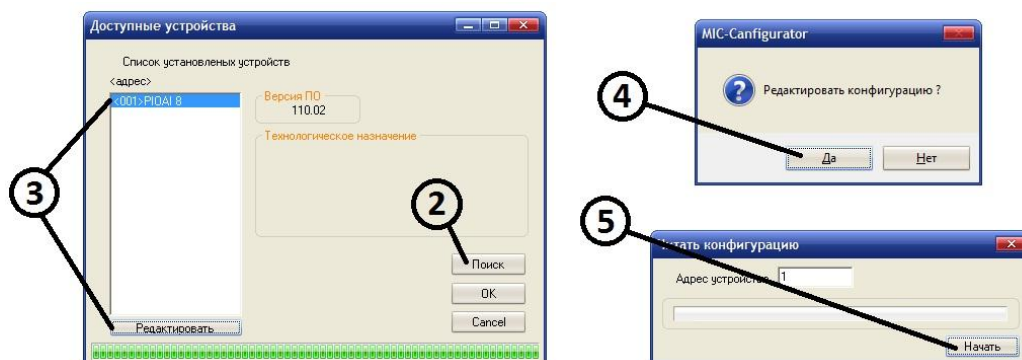 Доступные устройства
Список установленых устройств
<адрес>
<001>PIOAI 8
Версия ПО
110.02
Технологическое назначение
3
2
Поиск
OK
Cancel
Редактировать
MIC-Canfigurator
4
Редактировать конфигурацию ?
Да
Нет
5
конфигурацию
Адрес устройства
1
Начать